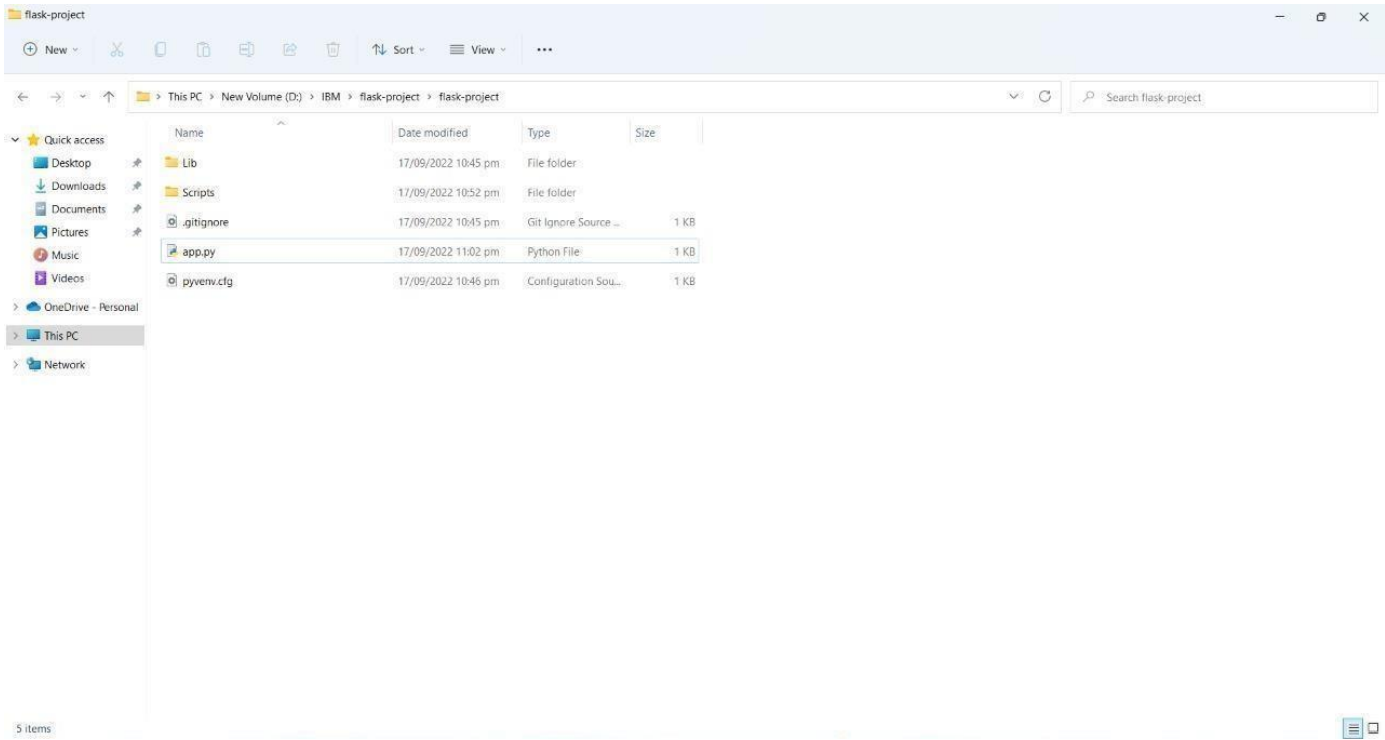 flask-project
New
Sort
View
This PC > New Volume (D:) > IBM > flask-project > flask-project
Search flask-project
Quick access
Desktop
Downloads
Documents
Pictures
Music
Videos
OneDrive - Personal
This PC
Network
Name Date modified Type Size
Lib 17/09/2022 10:45 pm File folder
Scripts 17/09/2022 10:52 pm File folder
.gitignore 17/09/2022 10:45 pm Git Ignore Source ... 1 KB
app.py 17/09/2022 11:02 pm Python File 1 KB
pyvenv.cfg 17/09/2022 10:46 pm Configuration Sou... 1 KB
5 items